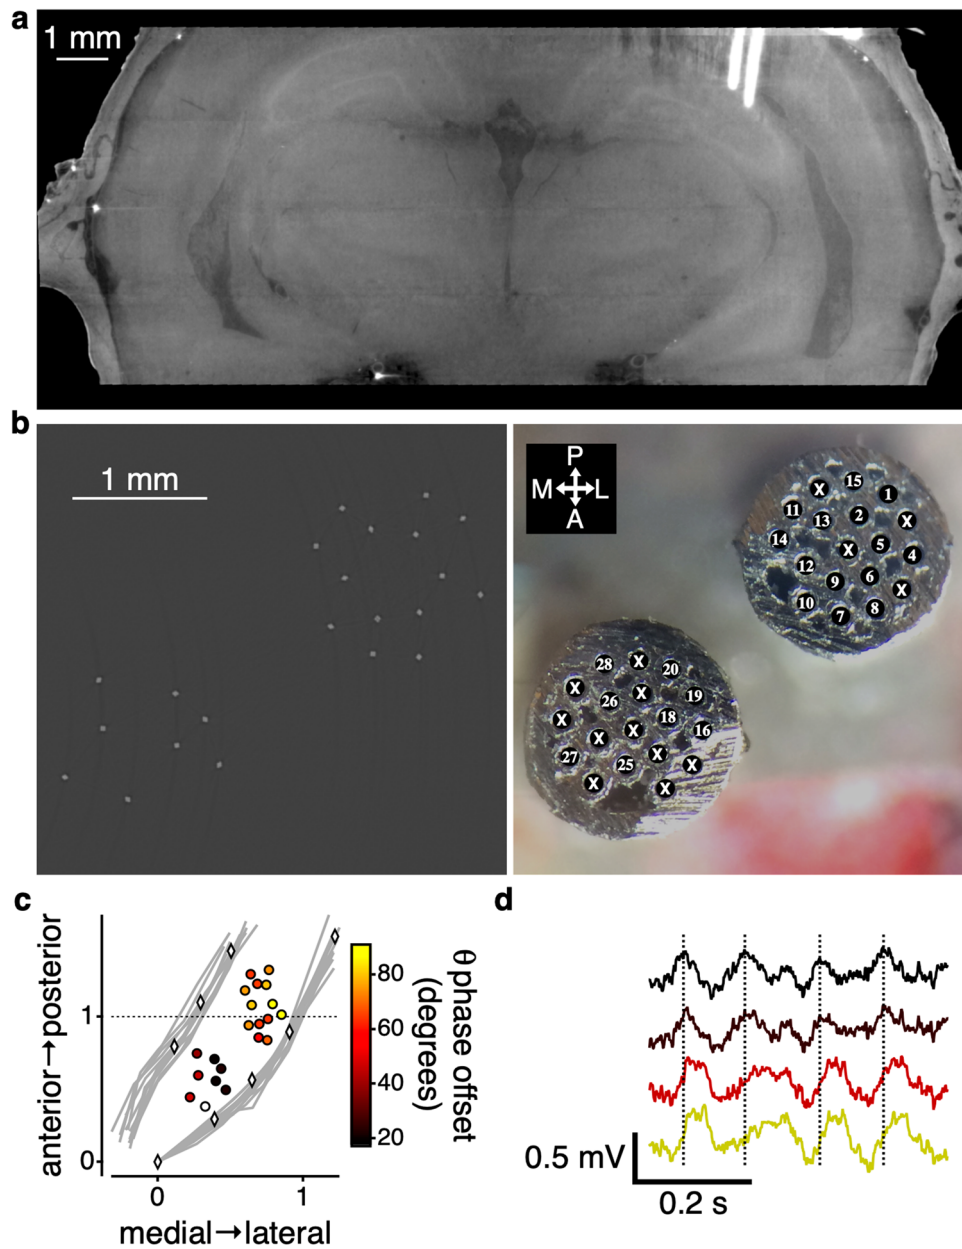 a
1 mm
b
1 mm
P
M L
A
X 15 1
11 13 2 X
14 X 5 4
12 9 6 X
10 7 8
28 X 20
X 26 X 19
X X X 18 16
27 25 X X
X X
c
anterior→posterior
1
0
0 1
medial→lateral
80
60
40
20
θ phase offset
(degrees)
d
0.5 mV
0.2 s